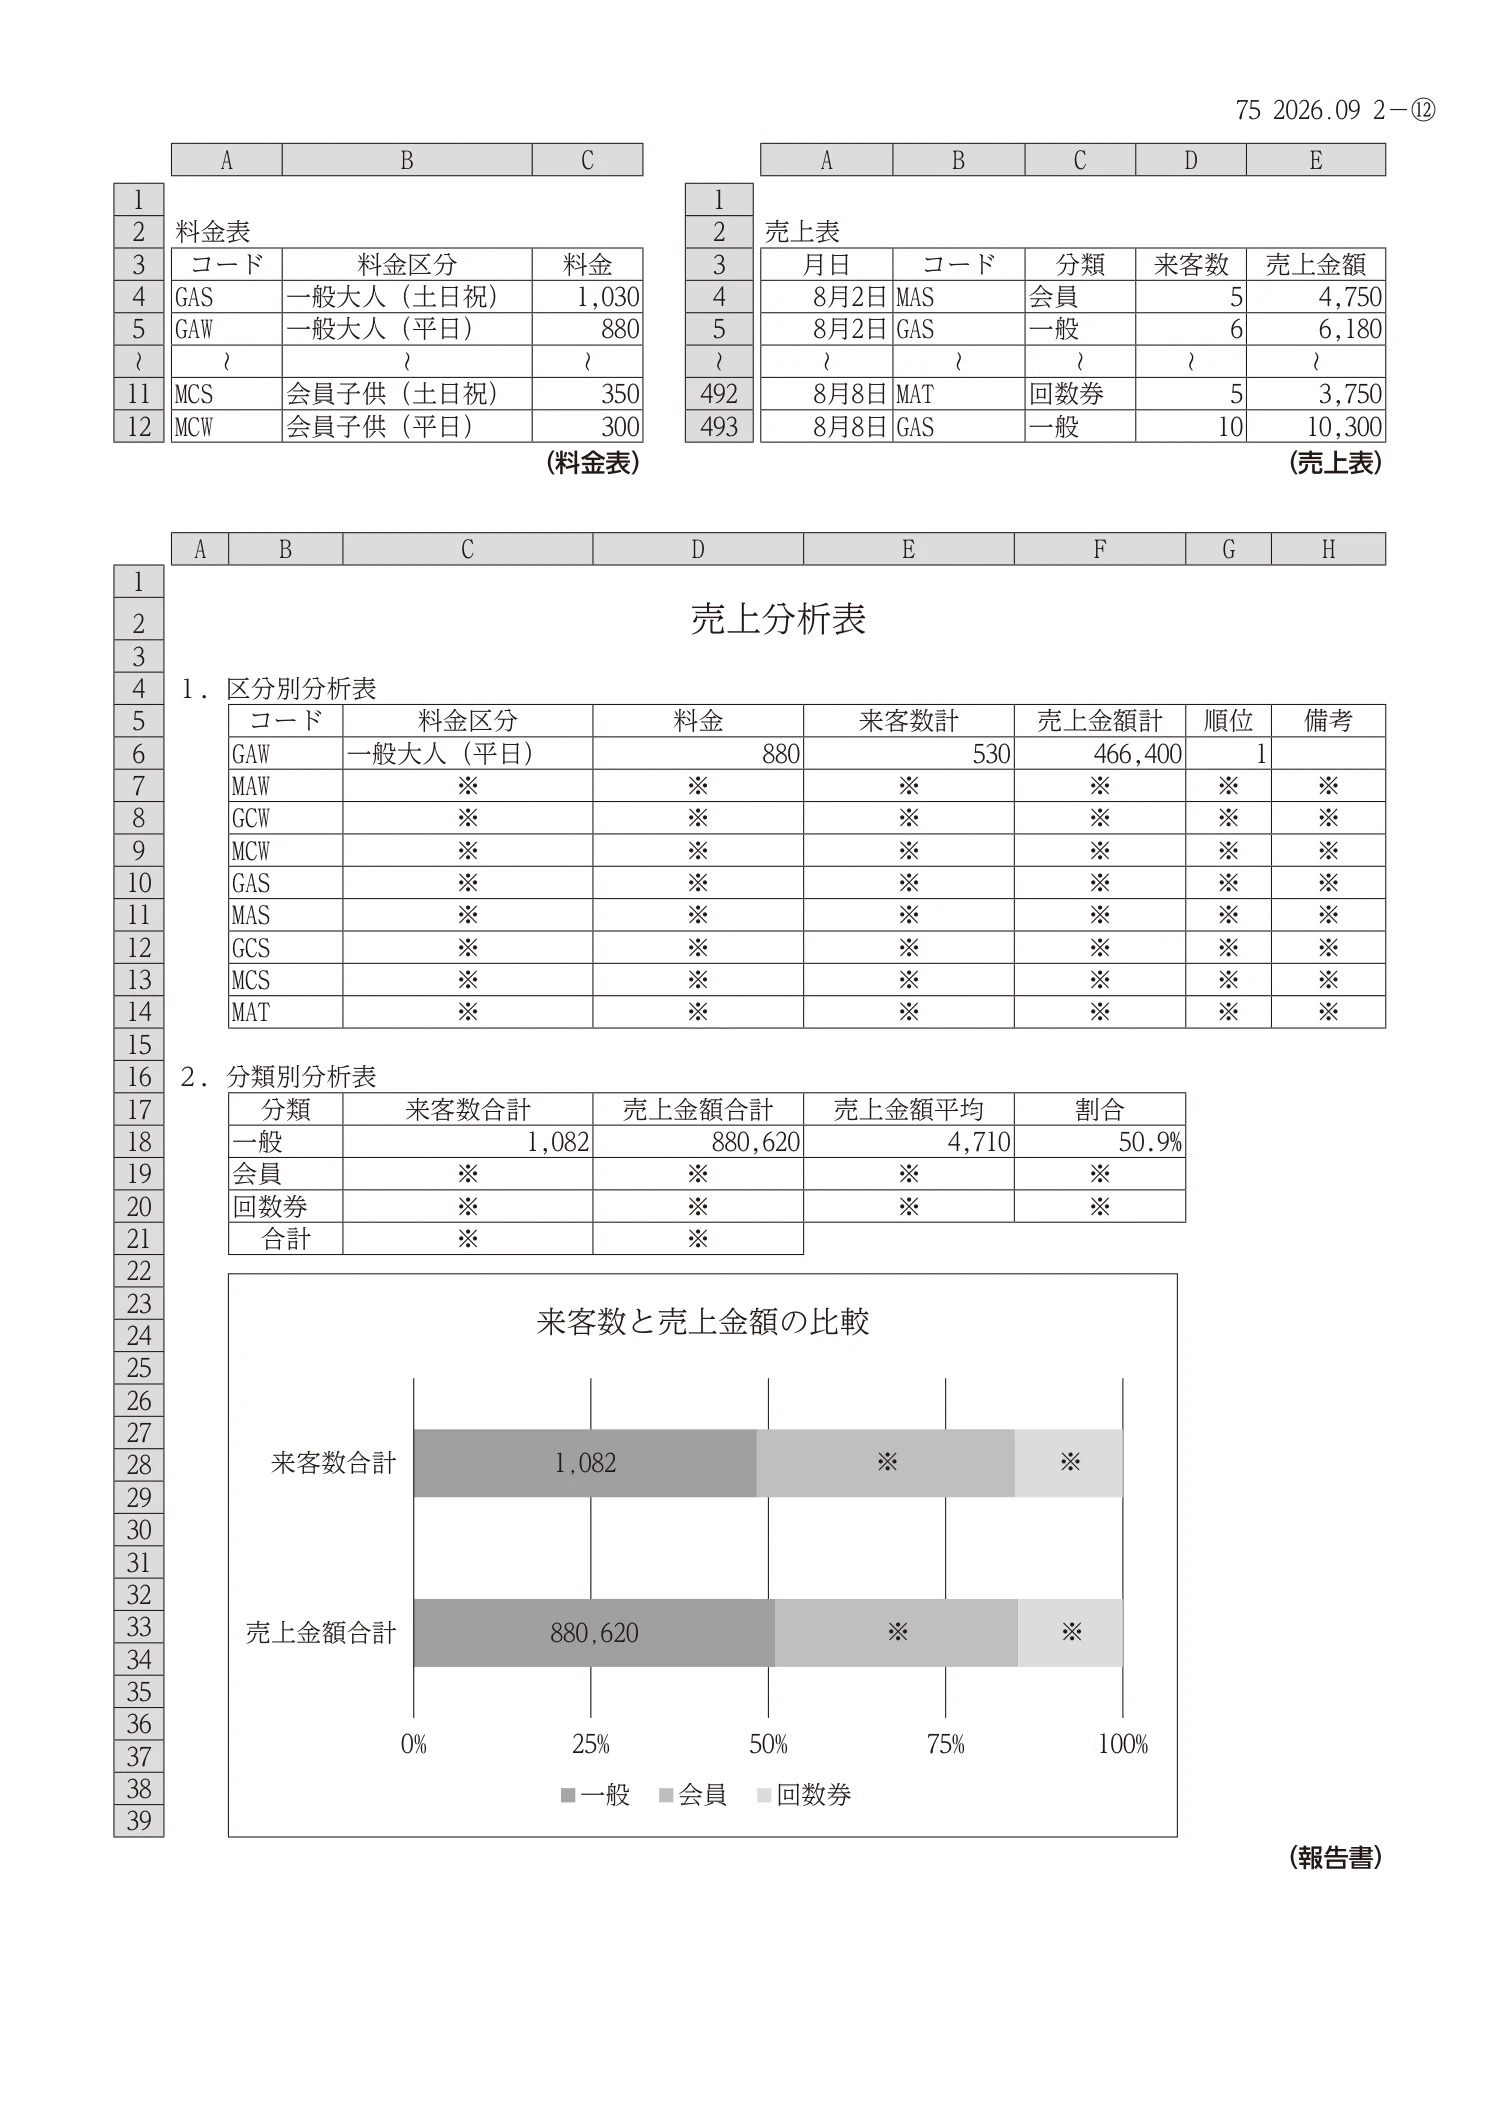 75 2026.09 2－⑫
A B C
1
2 料金表
3 コード 料金区分 料金
4 GAS 一般大人（土日祝） 1,030
5 GAW 一般大人（平日） 880
～ ～ ～ ～
11 MCS 会員子供（土日祝） 350
12 MCW 会員子供（平日） 300
（料金表）
A B C D E
1
2 売上表
3 月日 コード 分類 来客数 売上金額
4 8月2日 MAS 会員 5 4,750
5 8月2日 GAS 一般 6 6,180
～ ～ ～ ～ ～ ～
492 8月8日 MAT 回数券 5 3,750
493 8月8日 GAS 一般 10 10,300
（売上表）
A B C D E F G H
1
2 売上分析表
3
4 １．区分別分析表
5 コード 料金区分 料金 来客数計 売上金額計 順位 備考
6 GAW 一般大人（平日） 880 530 466,400 1
7 MAW ※ ※ ※ ※ ※ ※
8 GCW ※ ※ ※ ※ ※ ※
9 MCW ※ ※ ※ ※ ※ ※
10 GAS ※ ※ ※ ※ ※ ※
11 MAS ※ ※ ※ ※ ※ ※
12 GCS ※ ※ ※ ※ ※ ※
13 MCS ※ ※ ※ ※ ※ ※
14 MAT ※ ※ ※ ※ ※ ※
15
16 ２．分類別分析表
17 分類 来客数合計 売上金額合計 売上金額平均 割合
18 一般 1,082 880,620 4,710 50.9%
19 会員 ※ ※ ※ ※
20 回数券 ※ ※ ※ ※
21 合計 ※ ※
22
23
24
25
26
27
28
29
30
31
32
33
34
35
36
37
38
39
来客数と売上金額の比較
来客数合計 1,082 ※ ※
売上金額合計 880,620 ※ ※
0% 25% 50% 75% 100%
一般 会員 回数券
（報告書）